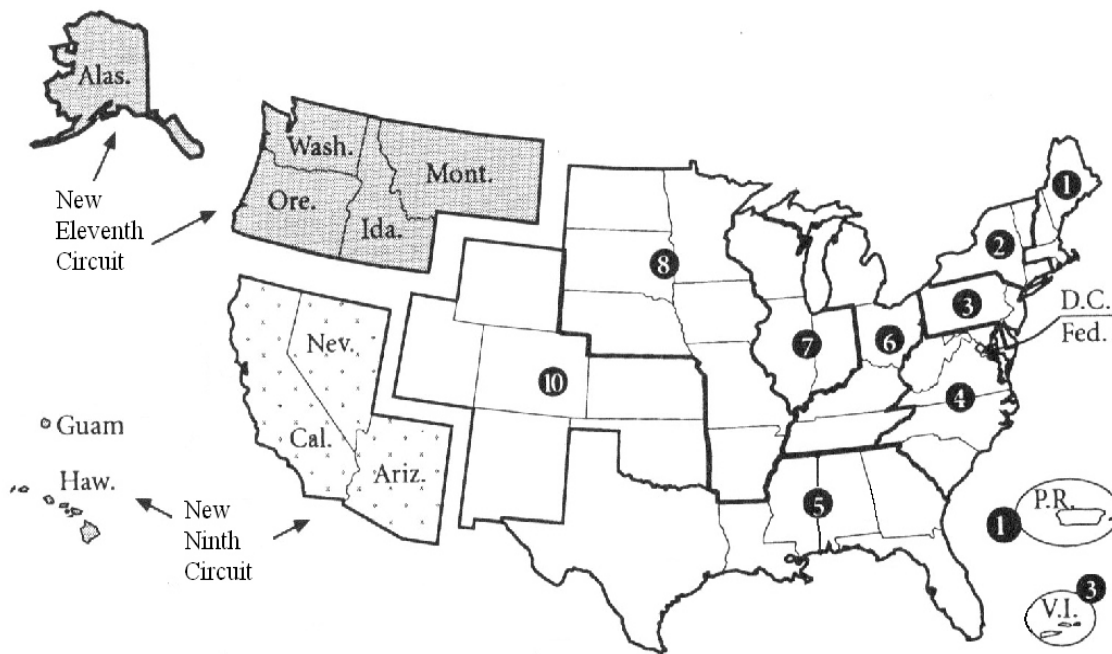 Alas.
Wash.
Mont.
Ore.
Ida.
New
Eleventh
Circuit
Nev.
Cal.
Ariz.
Guam
Haw.
New
Ninth
Circuit
1
2
3
D.C.
Fed.
8
7
6
10
4
5
1
P.R.
3
V.I.